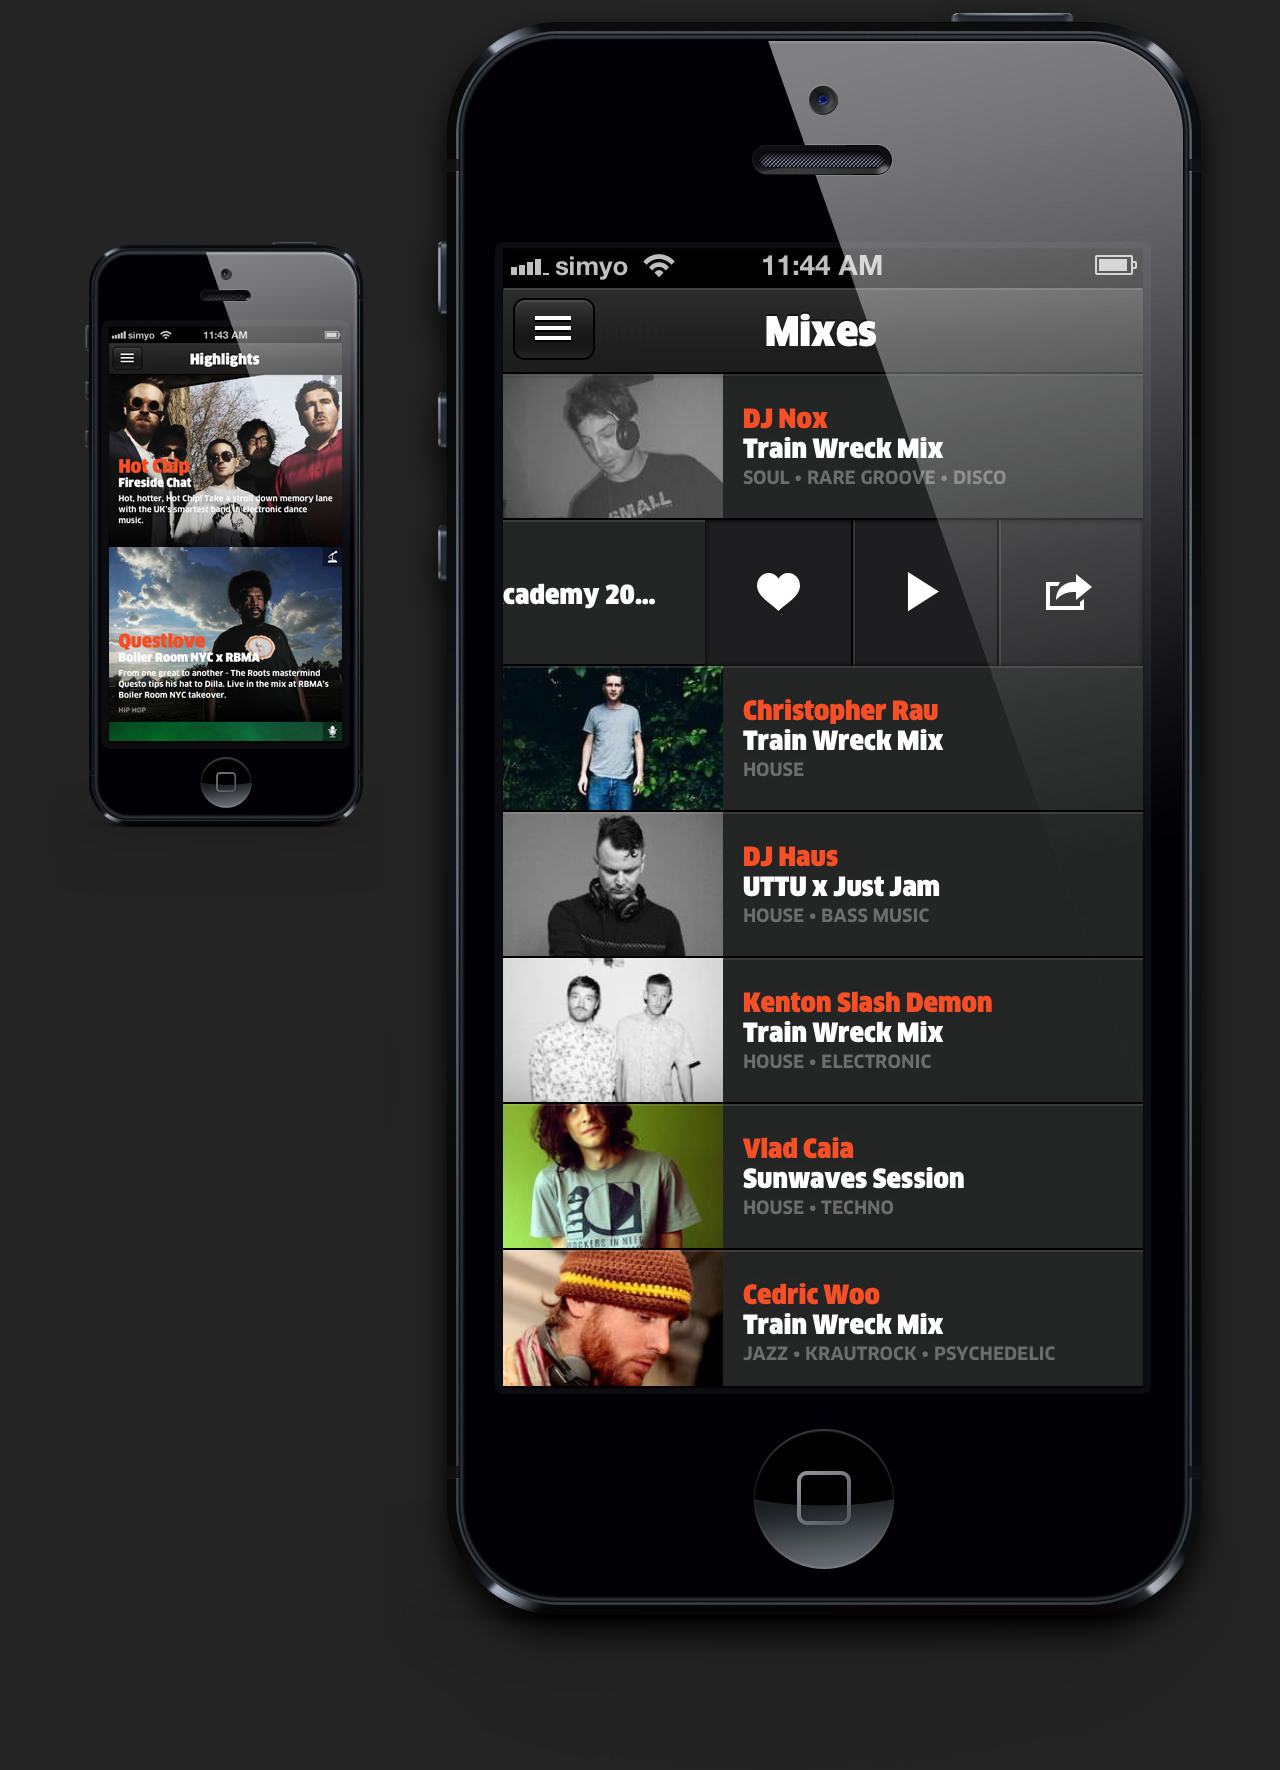 simyo 11:43 AM
Highlights
Hot Chip
Fireside Chat
Hot, hotter, Hot Chip! Take a stroll down memory lane
with the UK's smartest band in electronic dance
music.
Questlove
Boiler Room NYC x RBMA
From one great to another - The Roots mastermind
Questo tips his hat to Dilla. Live in the mix at RBMA's
Boiler Room NYC takeover.
HIP HOP
simyo 11:44 AM
Mixes
DJ Nox
Train Wreck Mix
SOUL • RARE GROOVE • DISCO
SMALL
cademy 20...
Christopher Rau
Train Wreck Mix
HOUSE
DJ Haus
UTTU x Just Jam
HOUSE • BASS MUSIC
Kenton Slash Demon
Train Wreck Mix
HOUSE • ELECTRONIC
Vlad Caia
Sunwaves Session
HOUSE • TECHNO
ROCKERS IN NEED
Cedric Woo
Train Wreck Mix
JAZZ • KRAUTROCK • PSYCHEDELIC